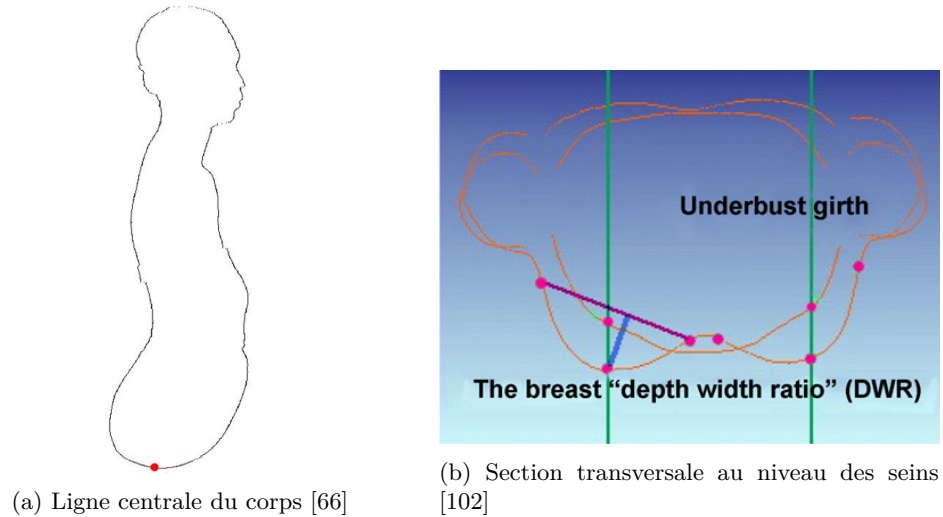 Underbust girth
The breast “depth width ratio” (DWR)
(a) Ligne centrale du corps [66]
(b) Section transversale au niveau des seins
[102]